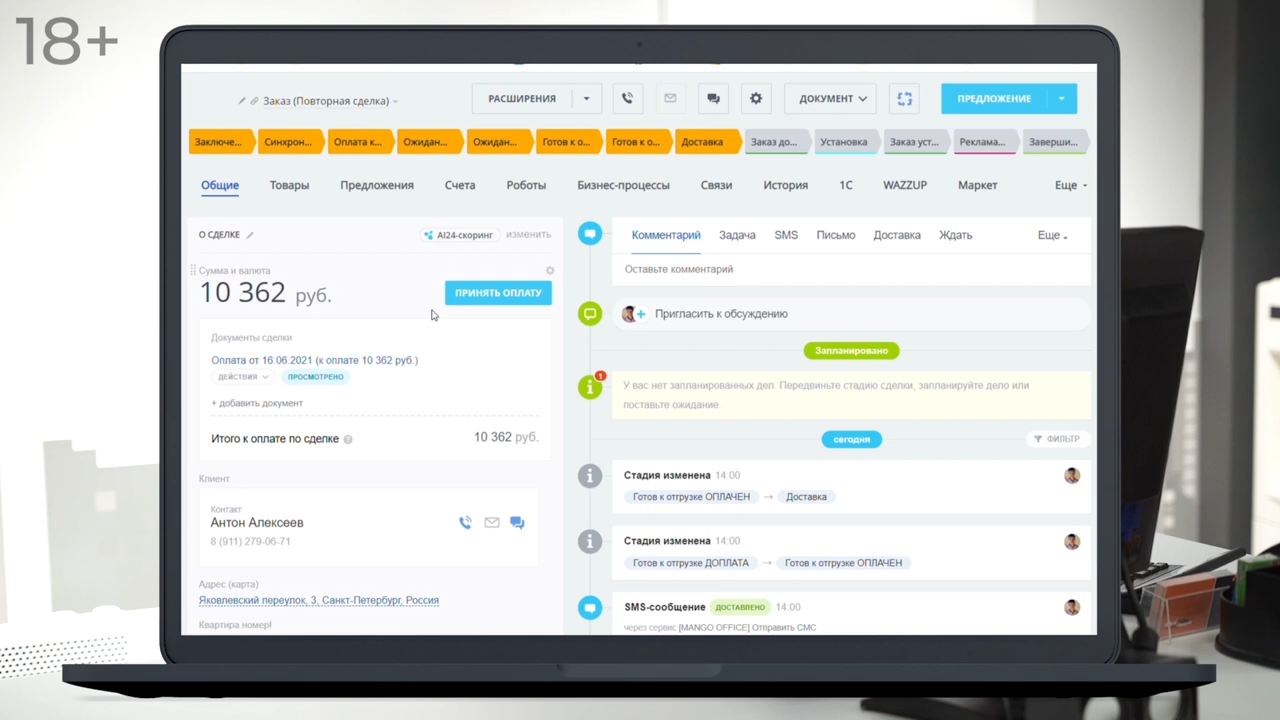 18+
Заказ (Повторная сделка)
РАСШИРЕНИЯ
ДОКУМЕНТ
ПРЕДЛОЖЕНИЕ
Заключе...
Синхрон...
Оплата к...
Ожидан...
Ожидан...
Готов к о...
Готов к о...
Доставка
Заказ до...
Установка
Заказ уст...
Реклама...
Заверши...
Общие
Товары
Предложения
Счета
Роботы
Бизнес-процессы
Связи
История
1С
WAZZUP
Маркет
Еще
О СДЕЛКЕ
AI24-скоринг
изменить
Сумма и валюта
10 362 руб.
ПРИНЯТЬ ОПЛАТУ
Документы сделки
Оплата от 16.06.2021 (к оплате 10 362 руб.)
ДЕЙСТВИЯ
ПРОСМОТРЕНО
+ добавить документ
Итого к оплате по сделке ?
10 362 руб.
Клиент
Контакт
Антон Алексеев
8 (911) 279-06-71
Адрес (карта)
Яковлевский переулок, 3, Санкт-Петербург, Россия
Квартира номер!
Комментарий
Задача
SMS
Письмо
Доставка
Ждать
Еще
Оставьте комментарий
Пригласить к обсуждению
Запланировано
1
У вас нет запланированных дел. Передвиньте стадию сделки, запланируйте дело или
поставьте ожидание.
сегодня
ФИЛЬТР
Стадия изменена 14:00
Готов к отгрузке ОПЛАЧЕН → Доставка
Стадия изменена 14:00
Готов к отгрузке ДОПЛАТА → Готов к отгрузке ОПЛАЧЕН
SMS-сообщение ДОСТАВЛЕНО 14:00
через сервис [MANGO OFFICE] Отправить СМС